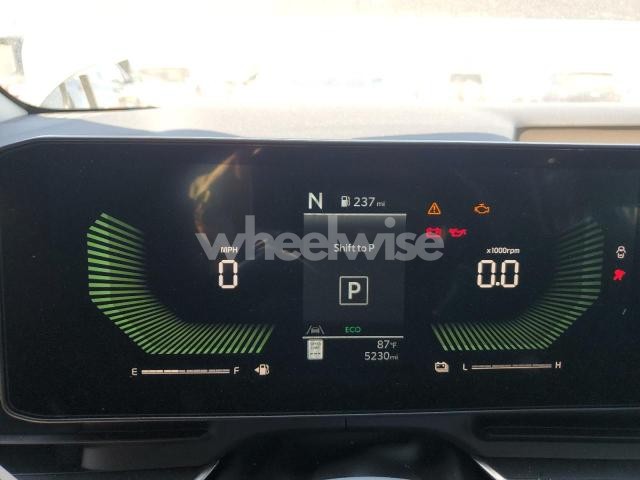 N 237 mi
wheelwise
Shift to P
MPH
0
x1000rpm
0.0
P
ECO
87°F
5230mi
E F
L H